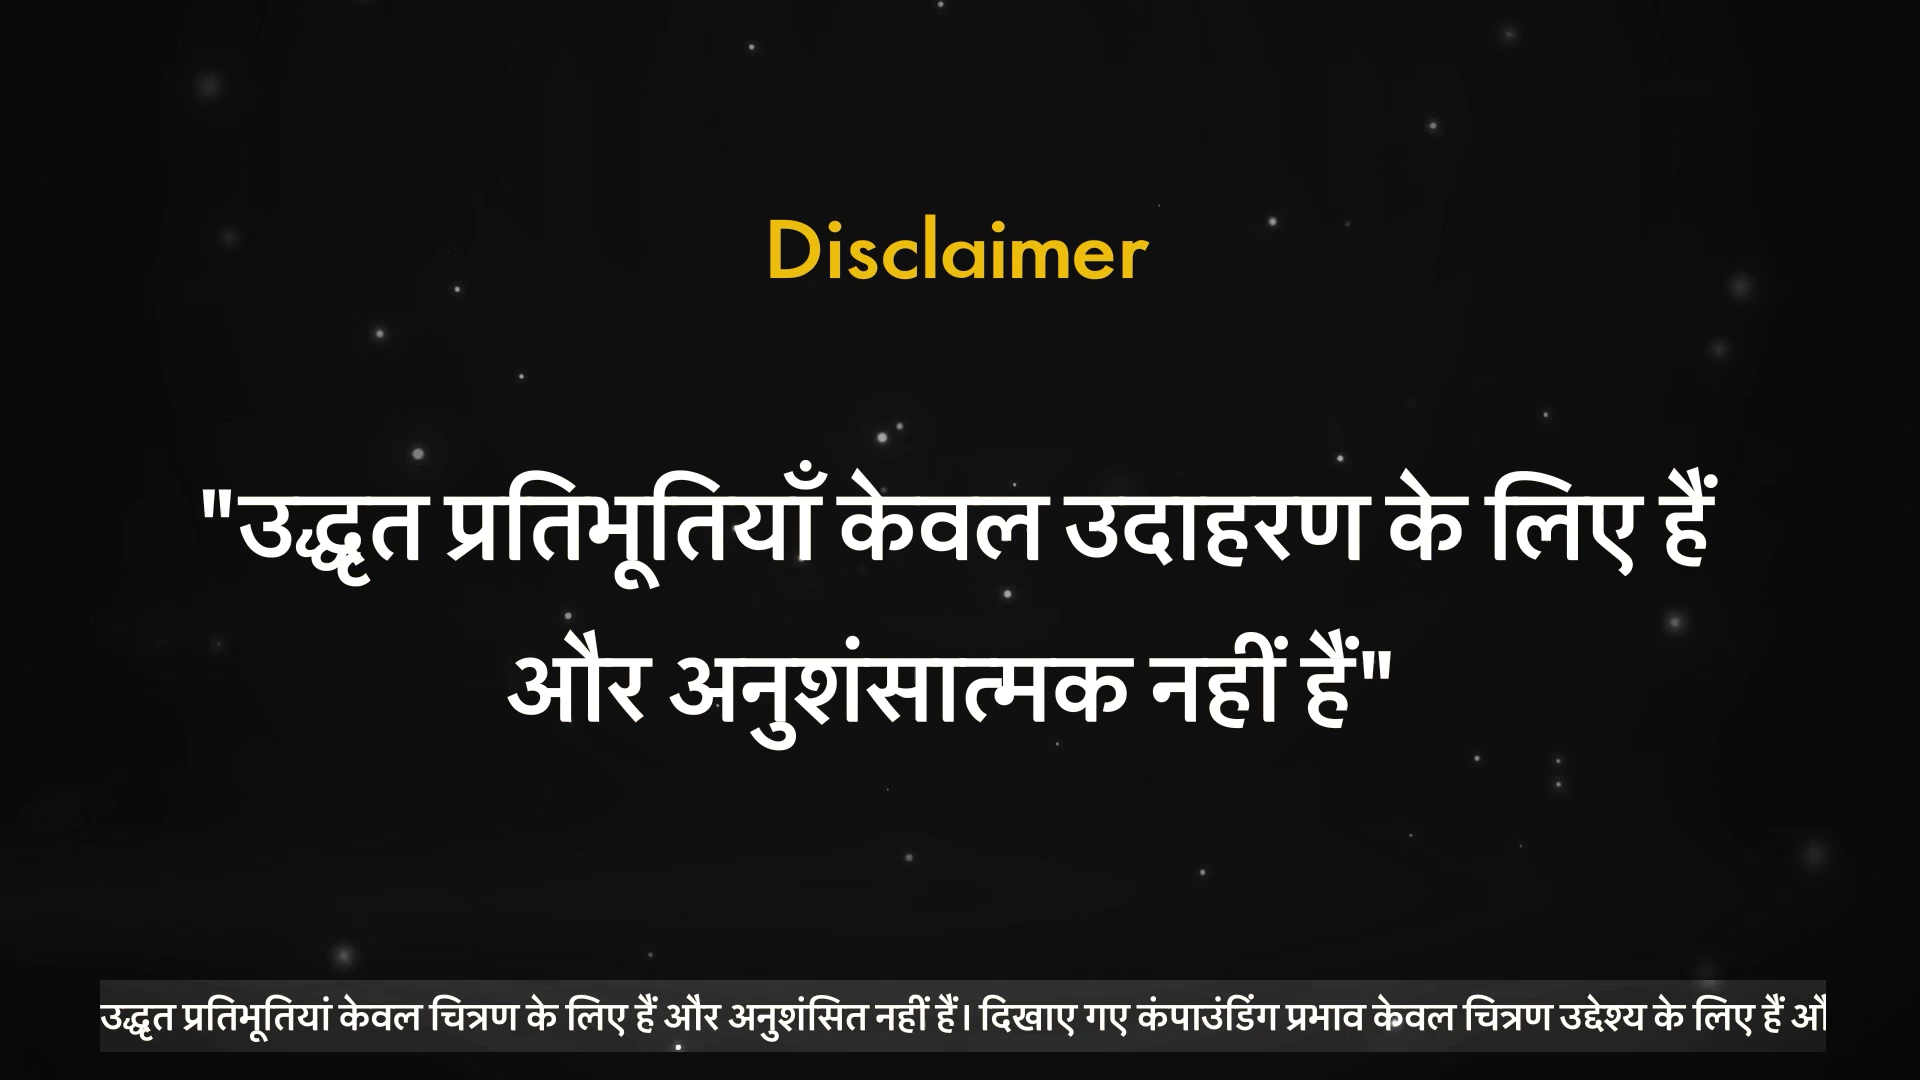 Disclaimer
"उद्धृत प्रतिभूतियाँ केवल उदाहरण के लिए हैं
और अनुशंसात्मक नहीं हैं"
उद्धृत प्रतिभूतियां केवल चित्रण के लिए हैं और अनुशंसित नहीं हैं। दिखाए गए कंपाउंडिंग प्रभाव केवल चित्रण उद्देश्य के लिए हैं